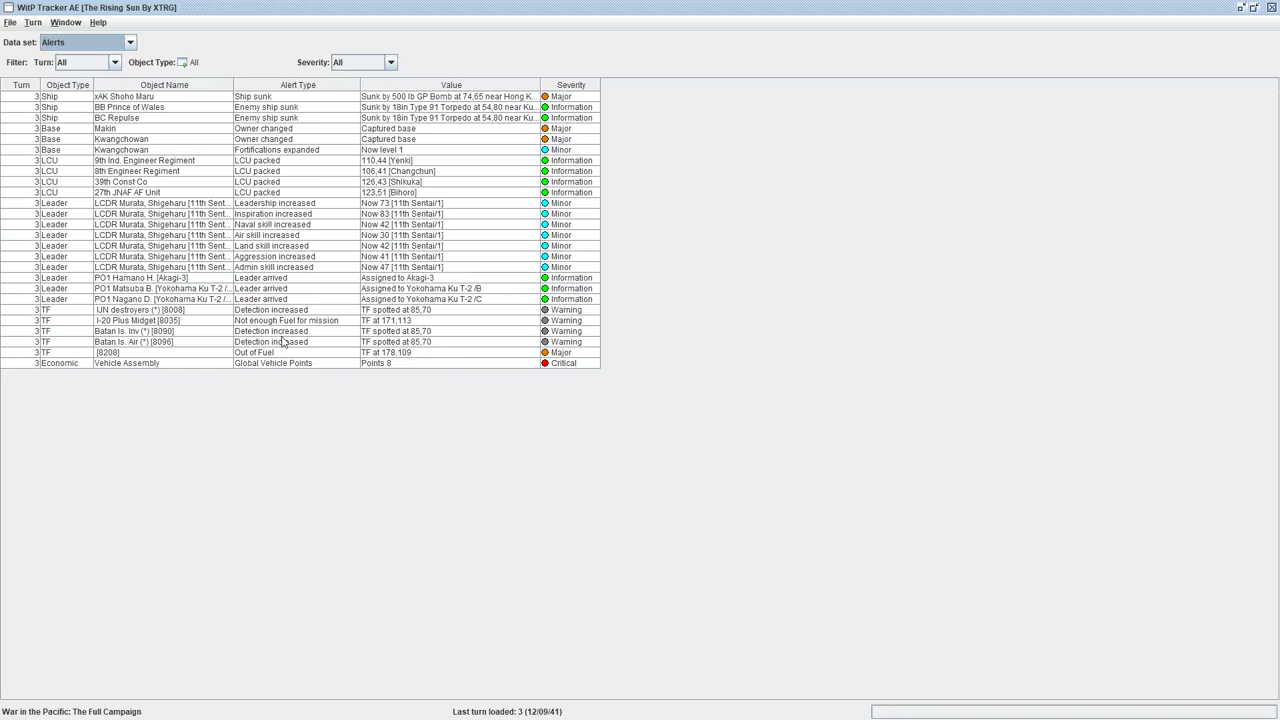 WitP Tracker AE [The Rising Sun By XTRG]
File Turn Window Help
Data set: Alerts
Filter: Turn: All Object Type: All Severity: All
Turn Object Type Object Name Alert Type Value Severity
3 Ship xAK Shoho Maru Ship sunk Sunk by 500 lb GP Bomb at 74,65 near Hong K... Major
3 Ship BB Prince of Wales Enemy ship sunk Sunk by 18in Type 91 Torpedo at 54,80 near Ku... Information
3 Ship BC Repulse Enemy ship sunk Sunk by 18in Type 91 Torpedo at 54,80 near Ku... Information
3 Base Makin Owner changed Captured base Major
3 Base Kwangchowan Owner changed Captured base Major
3 Base Kwangchowan Fortifications expanded Now level 1 Minor
3 LCU 9th Ind. Engineer Regiment LCU packed 110,44 [Yenki] Information
3 LCU 8th Engineer Regiment LCU packed 106,41 [Changchun] Information
3 LCU 39th Const Co LCU packed 126,43 [Shikuka] Information
3 LCU 27th JNAF AF Unit LCU packed 123,51 [Bihoro] Information
3 Leader LCDR Murata, Shigeharu [11th Sent... Leadership increased Now 73 [11th Sentai/1] Minor
3 Leader LCDR Murata, Shigeharu [11th Sent... Inspiration increased Now 83 [11th Sentai/1] Minor
3 Leader LCDR Murata, Shigeharu [11th Sent... Naval skill increased Now 42 [11th Sentai/1] Minor
3 Leader LCDR Murata, Shigeharu [11th Sent... Air skill increased Now 30 [11th Sentai/1] Minor
3 Leader LCDR Murata, Shigeharu [11th Sent... Land skill increased Now 42 [11th Sentai/1] Minor
3 Leader LCDR Murata, Shigeharu [11th Sent... Aggression increased Now 41 [11th Sentai/1] Minor
3 Leader LCDR Murata, Shigeharu [11th Sent... Admin skill increased Now 47 [11th Sentai/1] Minor
3 Leader PO1 Hamano H. [Akagi-3] Leader arrived Assigned to Akagi-3 Information
3 Leader PO1 Matsuba B. [Yokohama Ku T-2 /... Leader arrived Assigned to Yokohama Ku T-2 /B Information
3 Leader PO1 Nagano D. [Yokohama Ku T-2 /... Leader arrived Assigned to Yokohama Ku T-2 /C Information
3 TF IJN destroyers (*) [8008] Detection increased TF spotted at 85,70 Warning
3 TF I-20 Plus Midget [8035] Not enough Fuel for mission TF at 171,113 Warning
3 TF Batan Is. Inv (*) [8090] Detection increased TF spotted at 85,70 Warning
3 TF Batan Is. Air (*) [8096] Detection increased TF spotted at 85,70 Warning
3 TF [8208] Out of Fuel TF at 178,109 Major
3 Economic Vehicle Assembly Global Vehicle Points Points 8 Critical
War in the Pacific: The Full Campaign Last turn loaded: 3 (12/09/41)